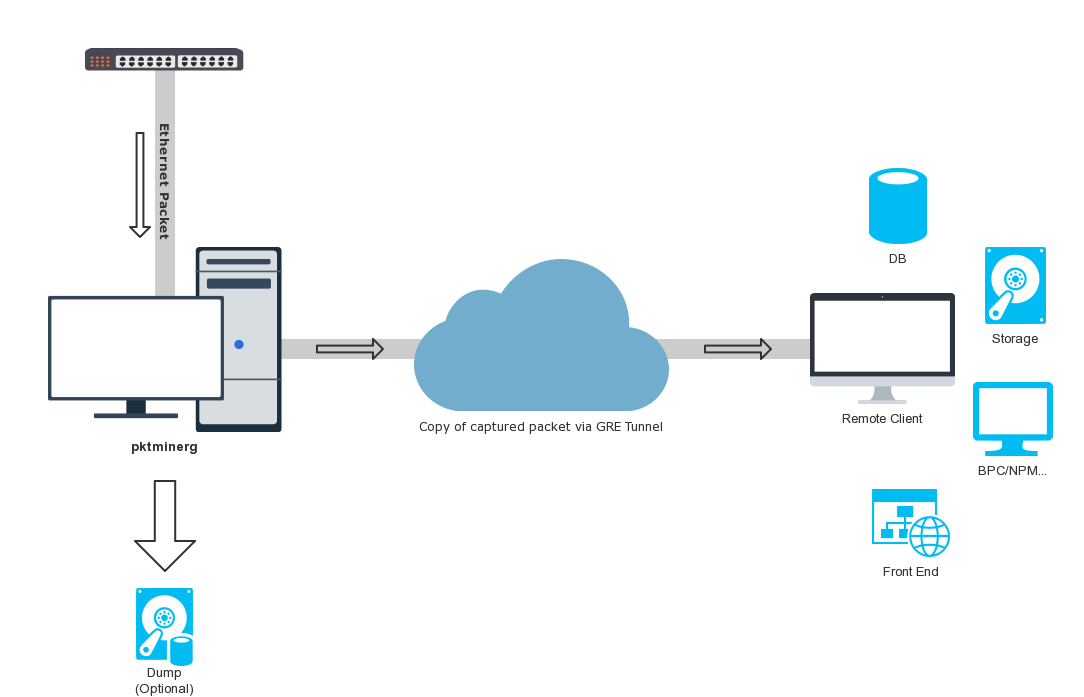 Ethernet Packet
DB
Storage
pktminerg
Copy of captured packet via GRE Tunnel
Remote Client
BPC/NPM...
Front End
Dump
(Optional)